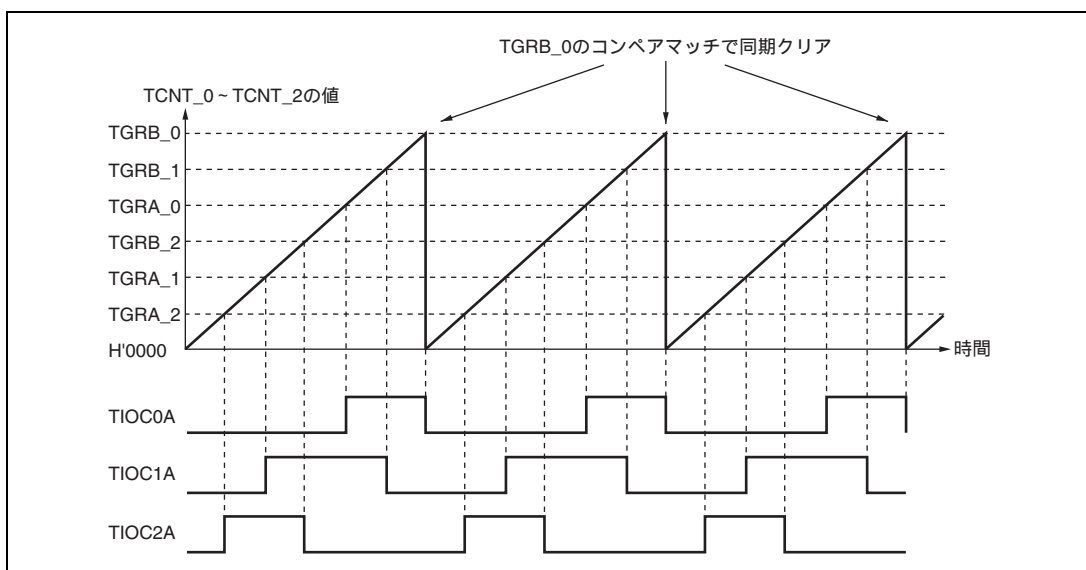 TGRB_0のコンペアマッチで同期クリア
TCNT_0~TCNT_2の値
TGRB_0
TGRB_1
TGRA_0
TGRB_2
TGRA_1
TGRA_2
H'0000
時間
TIOC0A
TIOC1A
TIOC2A